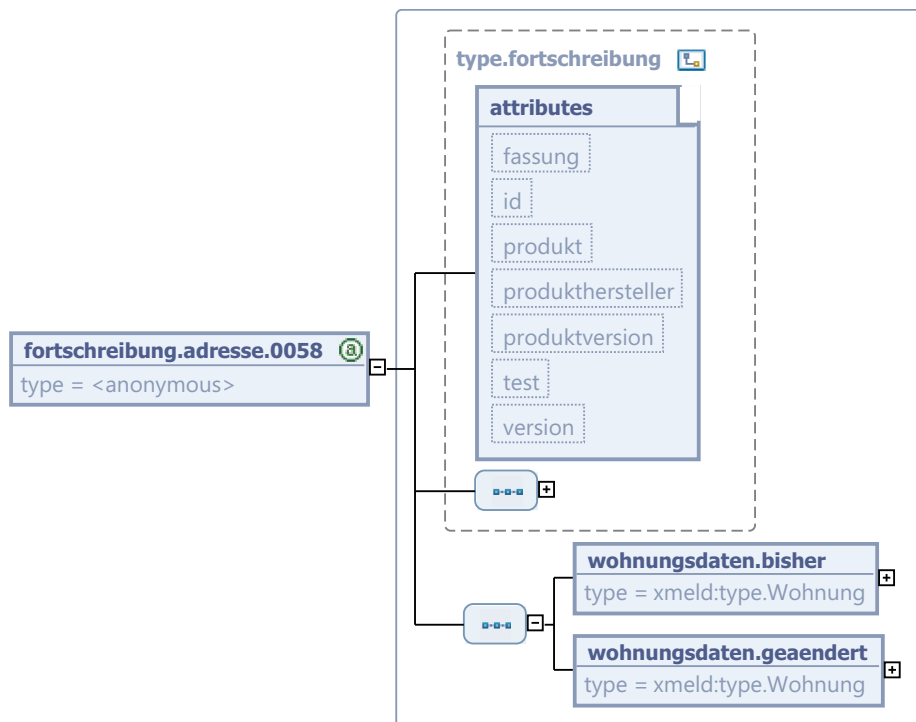 type.fortschreibung
attributes
fassung
id
produkt
produkthersteller
produktversion
test
version
fortschreibung.adresse.0058 a
type = <anonymous>
wohnungsdaten.bisher
type = xmeld:type.Wohnung
wohnungsdaten.geaendert
type = xmeld:type.Wohnung